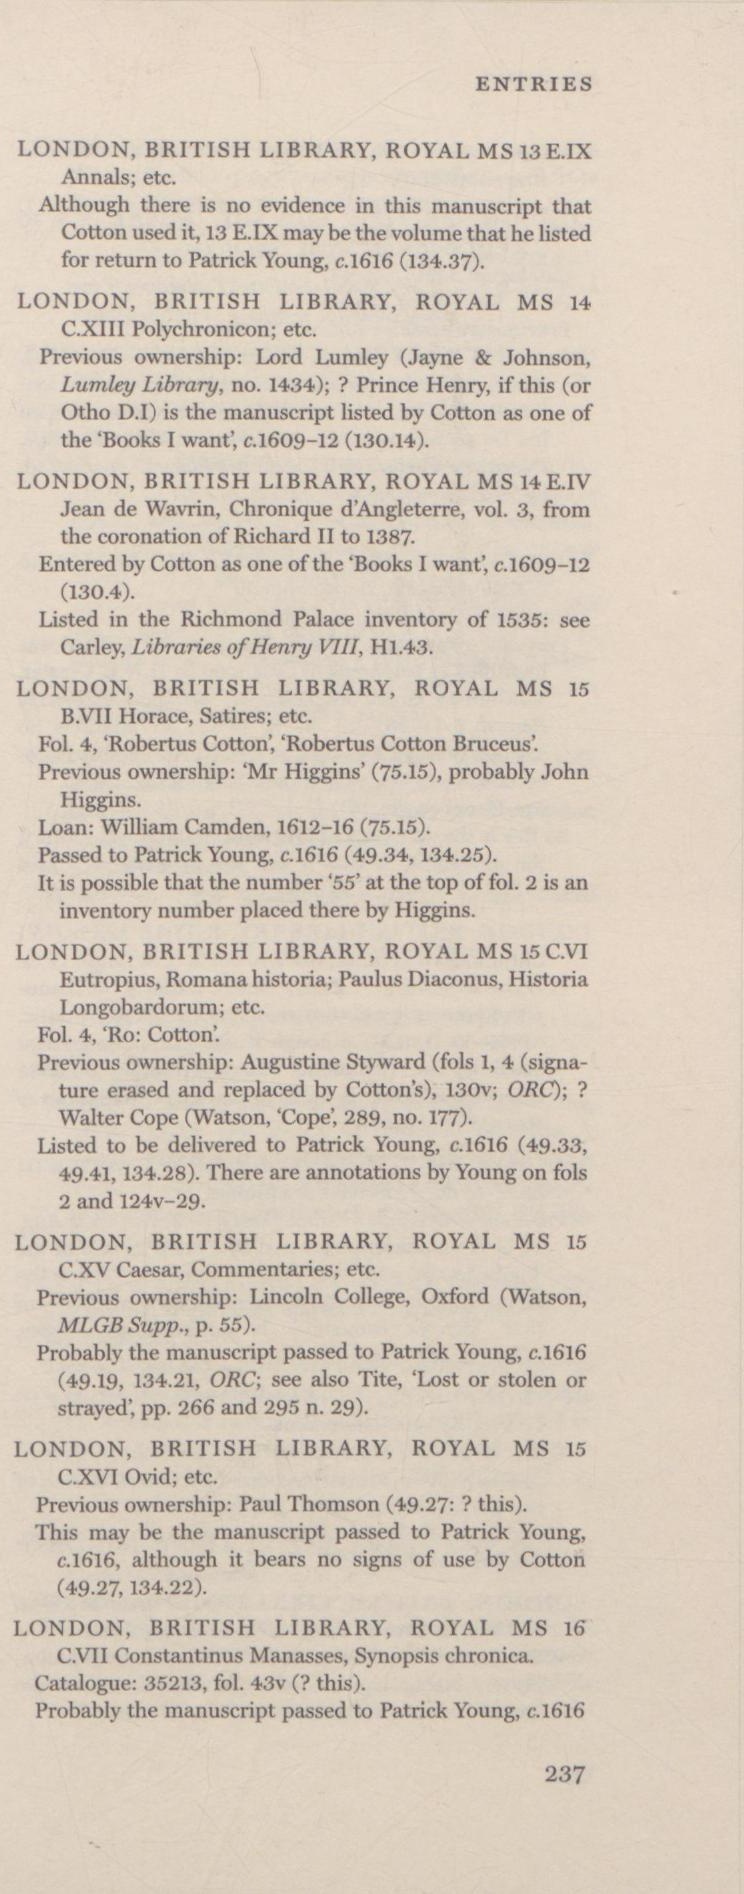 ENTRIES
LONDON, BRITISH LIBRARY, ROYAL MS 13 E.IX
Annals; etc.
Although there is no evidence in this manuscript that
Cotton used it, 13 E.IX may be the volume that he listed
for return to Patrick Young, c.1616 (134.37).
LONDON, BRITISH LIBRARY, ROYAL MS 14
C.XIII Polychronicon; etc.
Previous ownership: Lord Lumley (Jayne & Johnson,
Lumley Library, no. 1434); ? Prince Henry, if this (or
Otho D.I) is the manuscript listed by Cotton as one of
the ‘Books I want’, c.1609–12 (130.14).
LONDON, BRITISH LIBRARY, ROYAL MS 14 E.IV
Jean de Wavrin, Chronique d’Angleterre, vol. 3, from
the coronation of Richard II to 1387.
Entered by Cotton as one of the ‘Books I want’, c.1609–12
(130.4).
Listed in the Richmond Palace inventory of 1535: see
Carley, Libraries of Henry VIII, H1.43.
LONDON, BRITISH LIBRARY, ROYAL MS 15
B.VII Horace, Satires; etc.
Fol. 4, ‘Robertus Cotton’, ‘Robertus Cotton Bruceus’.
Previous ownership: ‘Mr Higgins’ (75.15), probably John
Higgins.
Loan: William Camden, 1612–16 (75.15).
Passed to Patrick Young, c.1616 (49.34, 134.25).
It is possible that the number ‘55’ at the top of fol. 2 is an
inventory number placed there by Higgins.
LONDON, BRITISH LIBRARY, ROYAL MS 15 C.VI
Eutropius, Romana historia; Paulus Diaconus, Historia
Longobardorum; etc.
Fol. 4, ‘Ro: Cotton’.
Previous ownership: Augustine Styward (fols 1, 4 (signa-
ture erased and replaced by Cotton’s), 130v; ORC); ?
Walter Cope (Watson, ‘Cope’, 289, no. 177).
Listed to be delivered to Patrick Young, c.1616 (49.33,
49.41, 134.28). There are annotations by Young on fols
2 and 124v–29.
LONDON, BRITISH LIBRARY, ROYAL MS 15
C.XV Caesar, Commentaries; etc.
Previous ownership: Lincoln College, Oxford (Watson,
MLGB Supp., p. 55).
Probably the manuscript passed to Patrick Young, c.1616
(49.19, 134.21, ORC; see also Tite, ‘Lost or stolen or
strayed’, pp. 266 and 295 n. 29).
LONDON, BRITISH LIBRARY, ROYAL MS 15
C.XVI Ovid; etc.
Previous ownership: Paul Thomson (49.27: ? this).
This may be the manuscript passed to Patrick Young,
c.1616, although it bears no signs of use by Cotton
(49.27, 134.22).
LONDON, BRITISH LIBRARY, ROYAL MS 16
C.VII Constantinus Manasses, Synopsis chronica.
Catalogue: 35213, fol. 43v (? this).
Probably the manuscript passed to Patrick Young, c.1616
237